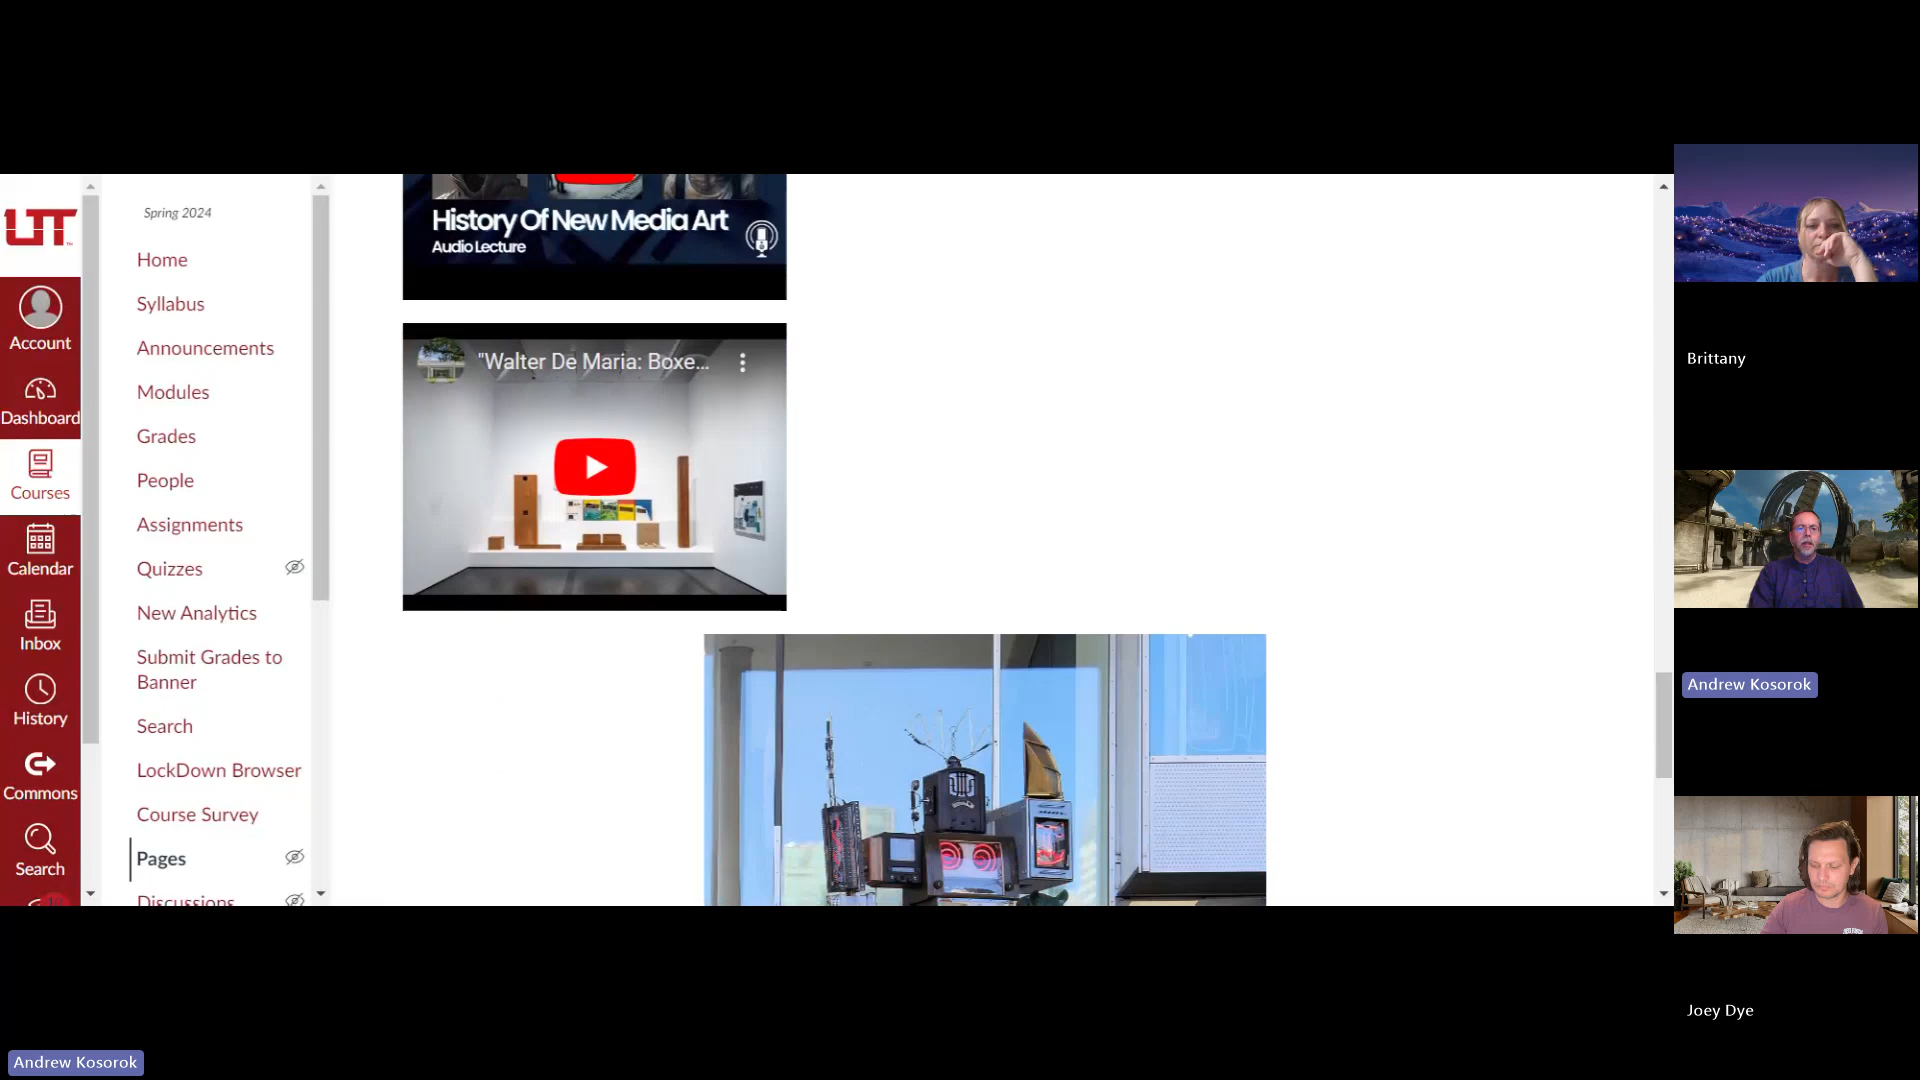 UT
Account
Dashboard
Courses
Calendar
Inbox
History
Commons
Search
Spring 2024
Home
Syllabus
Announcements
Modules
Grades
People
Assignments
Quizzes
New Analytics
Submit Grades to
Banner
Search
LockDown Browser
Course Survey
Pages
Discussions
History Of New Media Art
Audio Lecture
"Walter De Maria: Boxe...
Brittany
Andrew Kosorok
Joey Dye
Andrew Kosorok